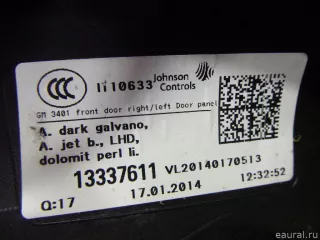 CCC
li10633
Johnson Controls
GM 3401 front door right/left Door panel
A. dark galvano,
A. jet b., LHD,
dolomit perl li.
13337611 VL20140170513
Q:17 17.01.2014 12:32:52
eaural.ru